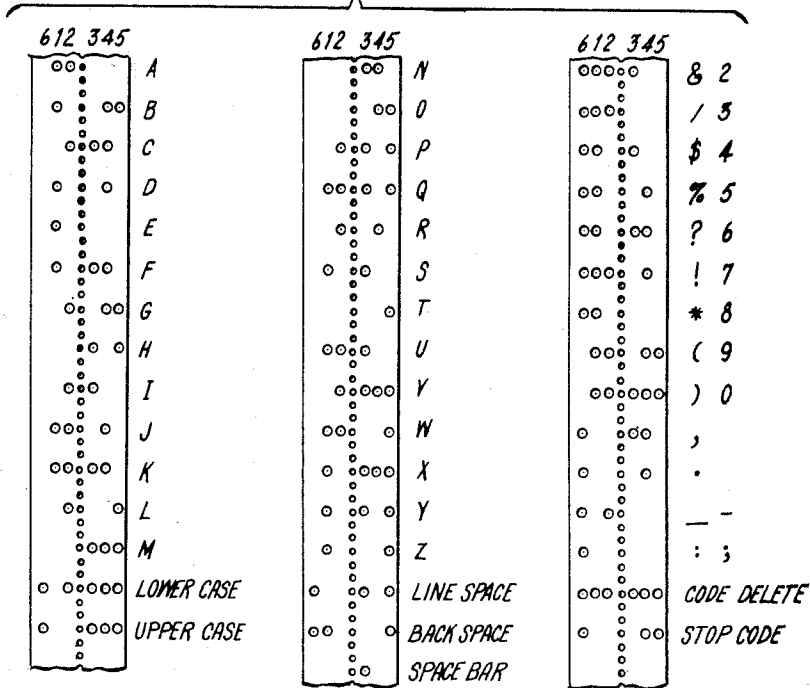 612 345 612 345 612 345
A N & 2
B O / 3
C P $ 4
D Q % 5
E R ? 6
F S ! 7
G T * 8
H U ( 9
I V ) 0
J W ,
K X .
L Y _ -
M Z : ;
LOWER CASE LINE SPACE CODE DELETE
UPPER CASE BACK SPACE STOP CODE
SPACE BAR